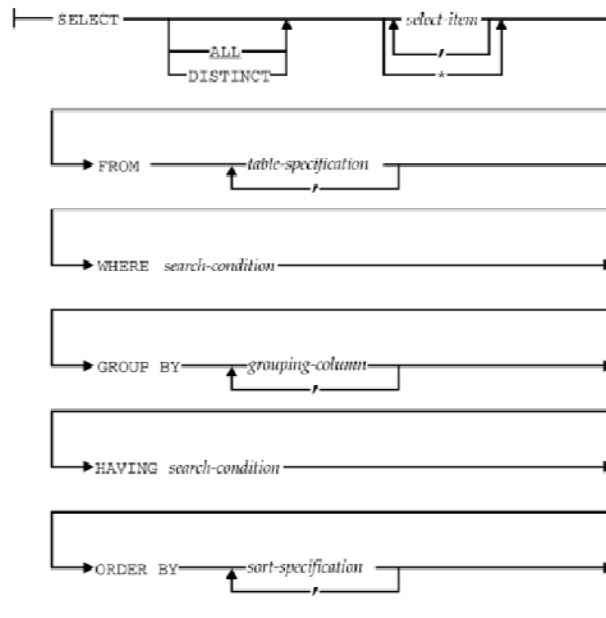 SELECT select-item
ALL ,
DISTINCT *
FROM table-specification
,
WHERE search-condition
GROUP BY grouping-column
,
HAVING search-condition
ORDER BY sort-specification
,